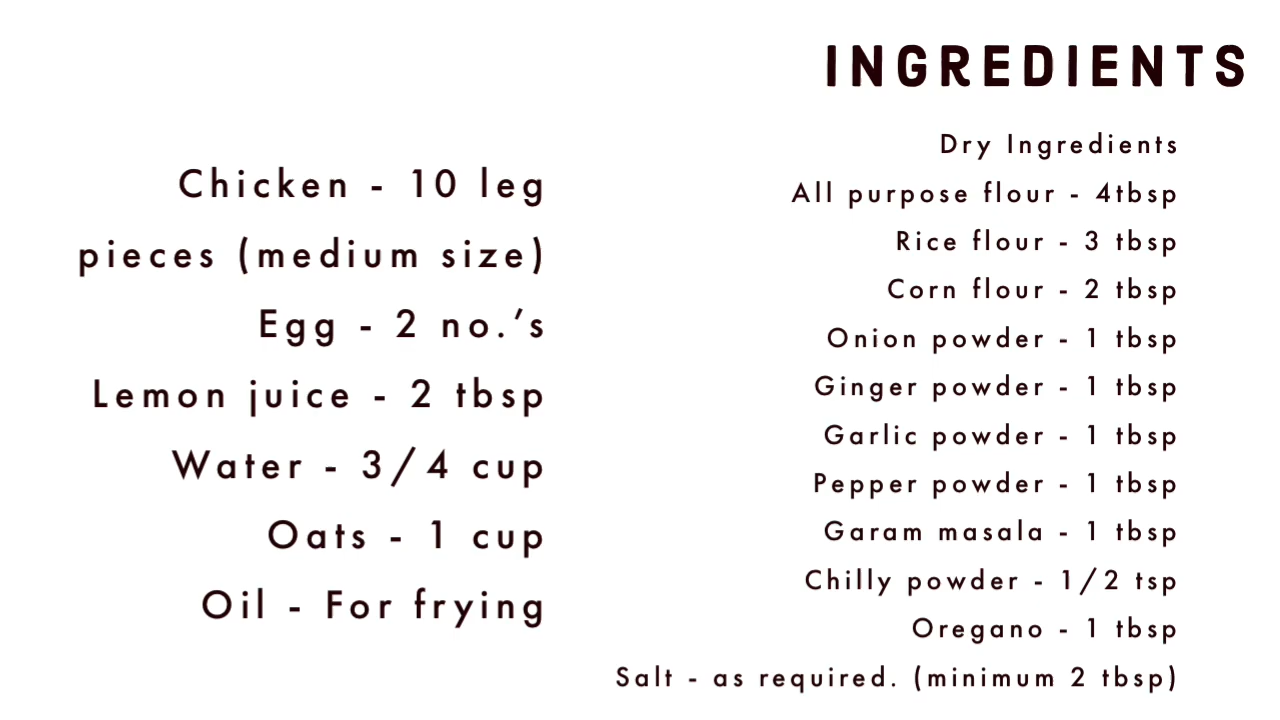 INGREDIENTS
Chicken - 10 leg
pieces (medium size)
Egg - 2 no.’s
Lemon juice - 2 tbsp
Water - 3/4 cup
Oats - 1 cup
Oil - For frying
Dry Ingredients
All purpose flour - 4tbsp
Rice flour - 3 tbsp
Corn flour - 2 tbsp
Onion powder - 1 tbsp
Ginger powder - 1 tbsp
Garlic powder - 1 tbsp
Pepper powder - 1 tbsp
Garam masala - 1 tbsp
Chilly powder - 1/2 tsp
Oregano - 1 tbsp
Salt - as required. (minimum 2 tbsp)